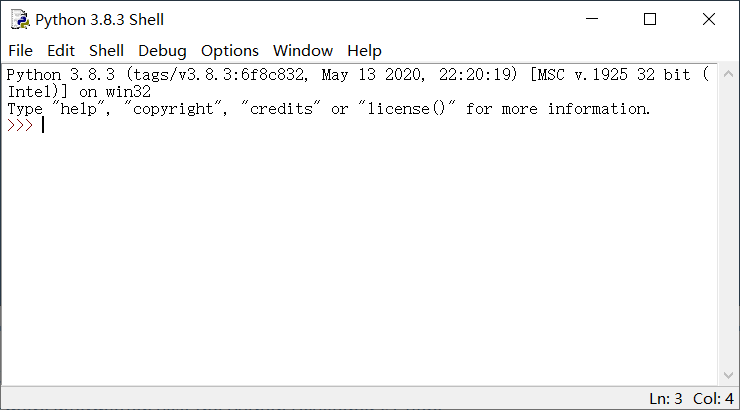 Python 3.8.3 Shell
File Edit Shell Debug Options Window Help
Python 3.8.3 (tags/v3.8.3:6f8c832, May 13 2020, 22:20:19) [MSC v.1925 32 bit (
Intel)] on win32
Type "help", "copyright", "credits" or "license()" for more information.
>>>
Ln: 3 Col: 4